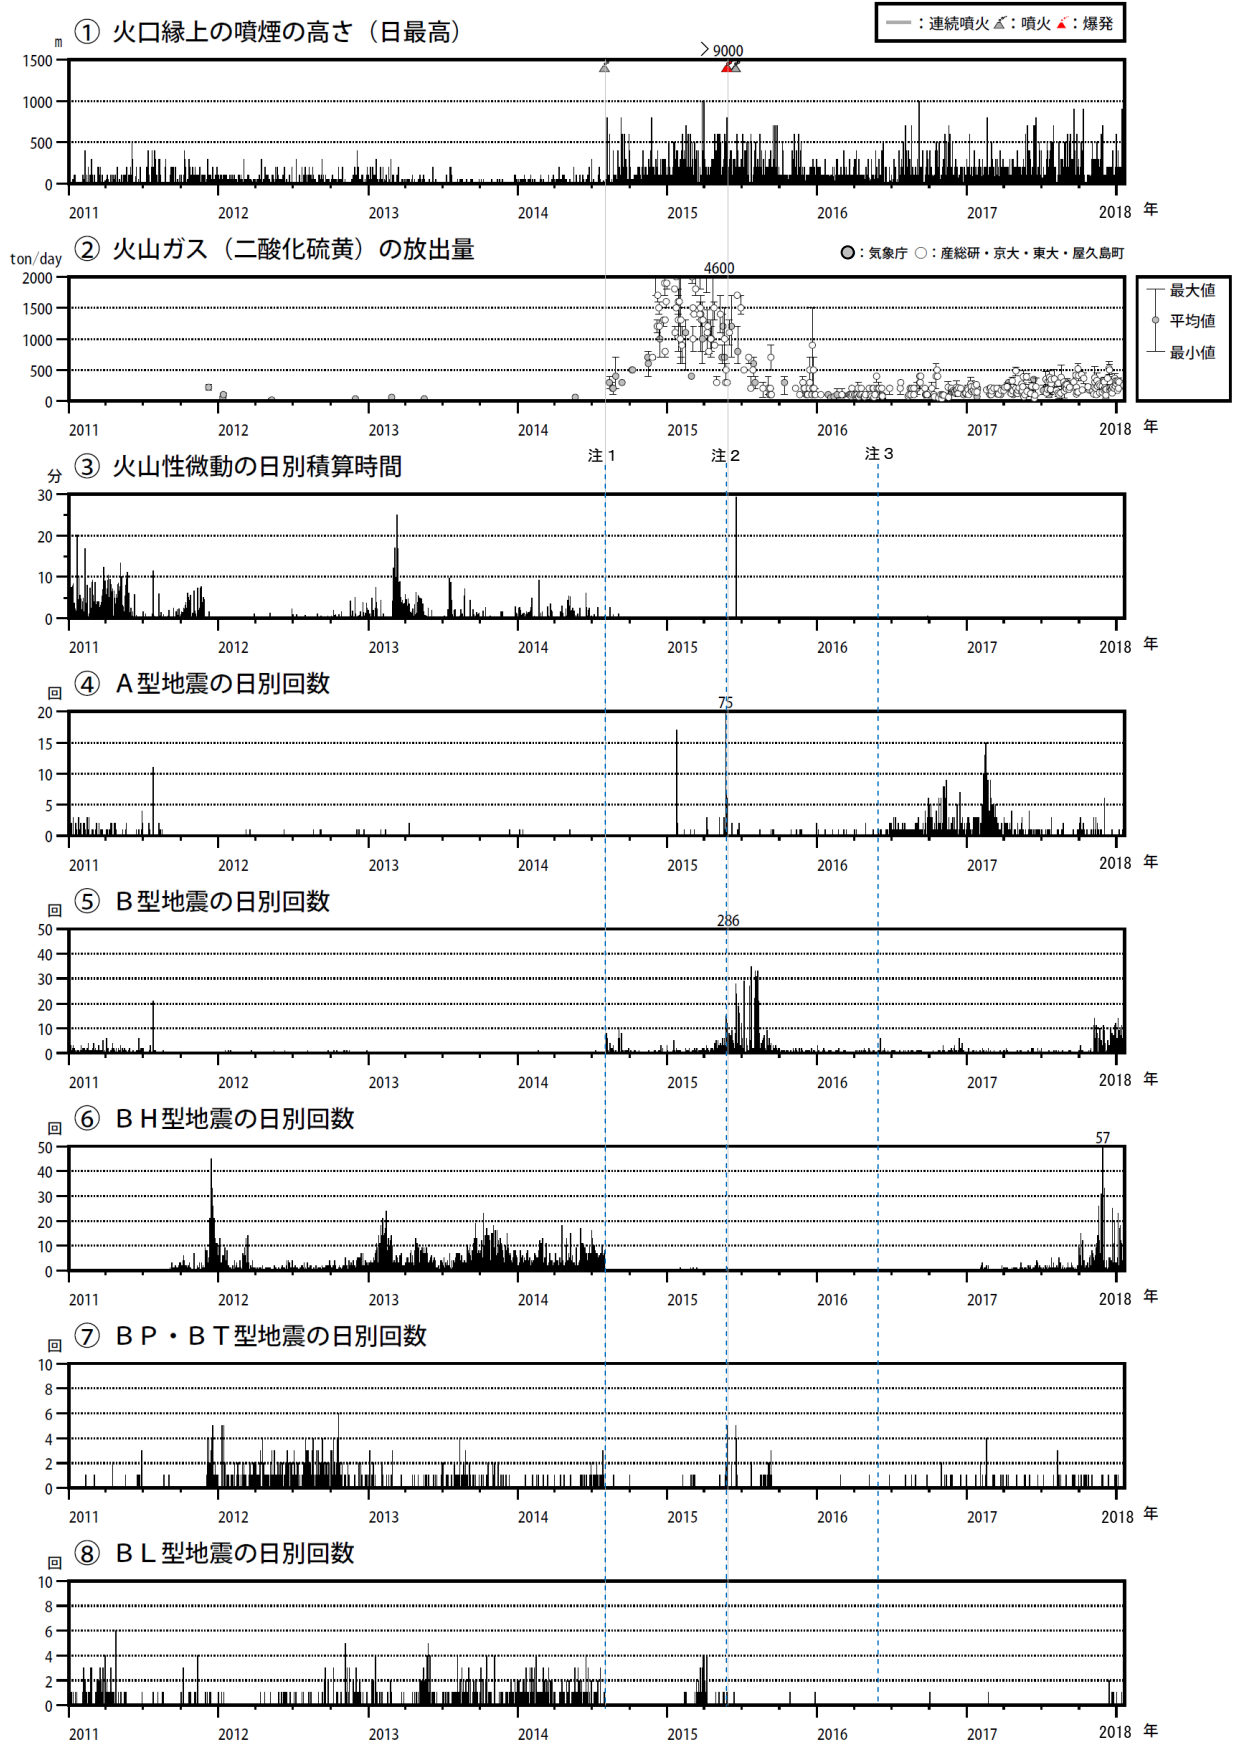 ① 火口縁上の噴煙の高さ（日最高）
：連続噴火 ：噴火 ：爆発
m
＞9000
1500
1000
500
0
2011 2012 2013 2014 2015 2016 2017 2018 年
② 火山ガス（二酸化硫黄）の放出量
ton/day
：気象庁 ○：産総研・京大・東大・屋久島町
4600
2000
1500
1000
500
0
最大値
平均値
最小値
2011 2012 2013 2014 2015 2016 2017 2018 年
③ 火山性微動の日別積算時間
分
注１ 注２ 注３
30
20
10
0
2011 2012 2013 2014 2015 2016 2017 2018 年
④ Ａ型地震の日別回数
回
75
20
15
10
5
0
2011 2012 2013 2014 2015 2016 2017 2018 年
⑤ Ｂ型地震の日別回数
回
286
50
40
30
20
10
0
2011 2012 2013 2014 2015 2016 2017 2018 年
⑥ ＢＨ型地震の日別回数
回
57
50
40
30
20
10
0
2011 2012 2013 2014 2015 2016 2017 2018 年
⑦ ＢＰ・ＢＴ型地震の日別回数
回
10
8
6
4
2
0
2011 2012 2013 2014 2015 2016 2017 2018 年
⑧ ＢＬ型地震の日別回数
回
10
8
6
4
2
0
2011 2012 2013 2014 2015 2016 2017 2018 年